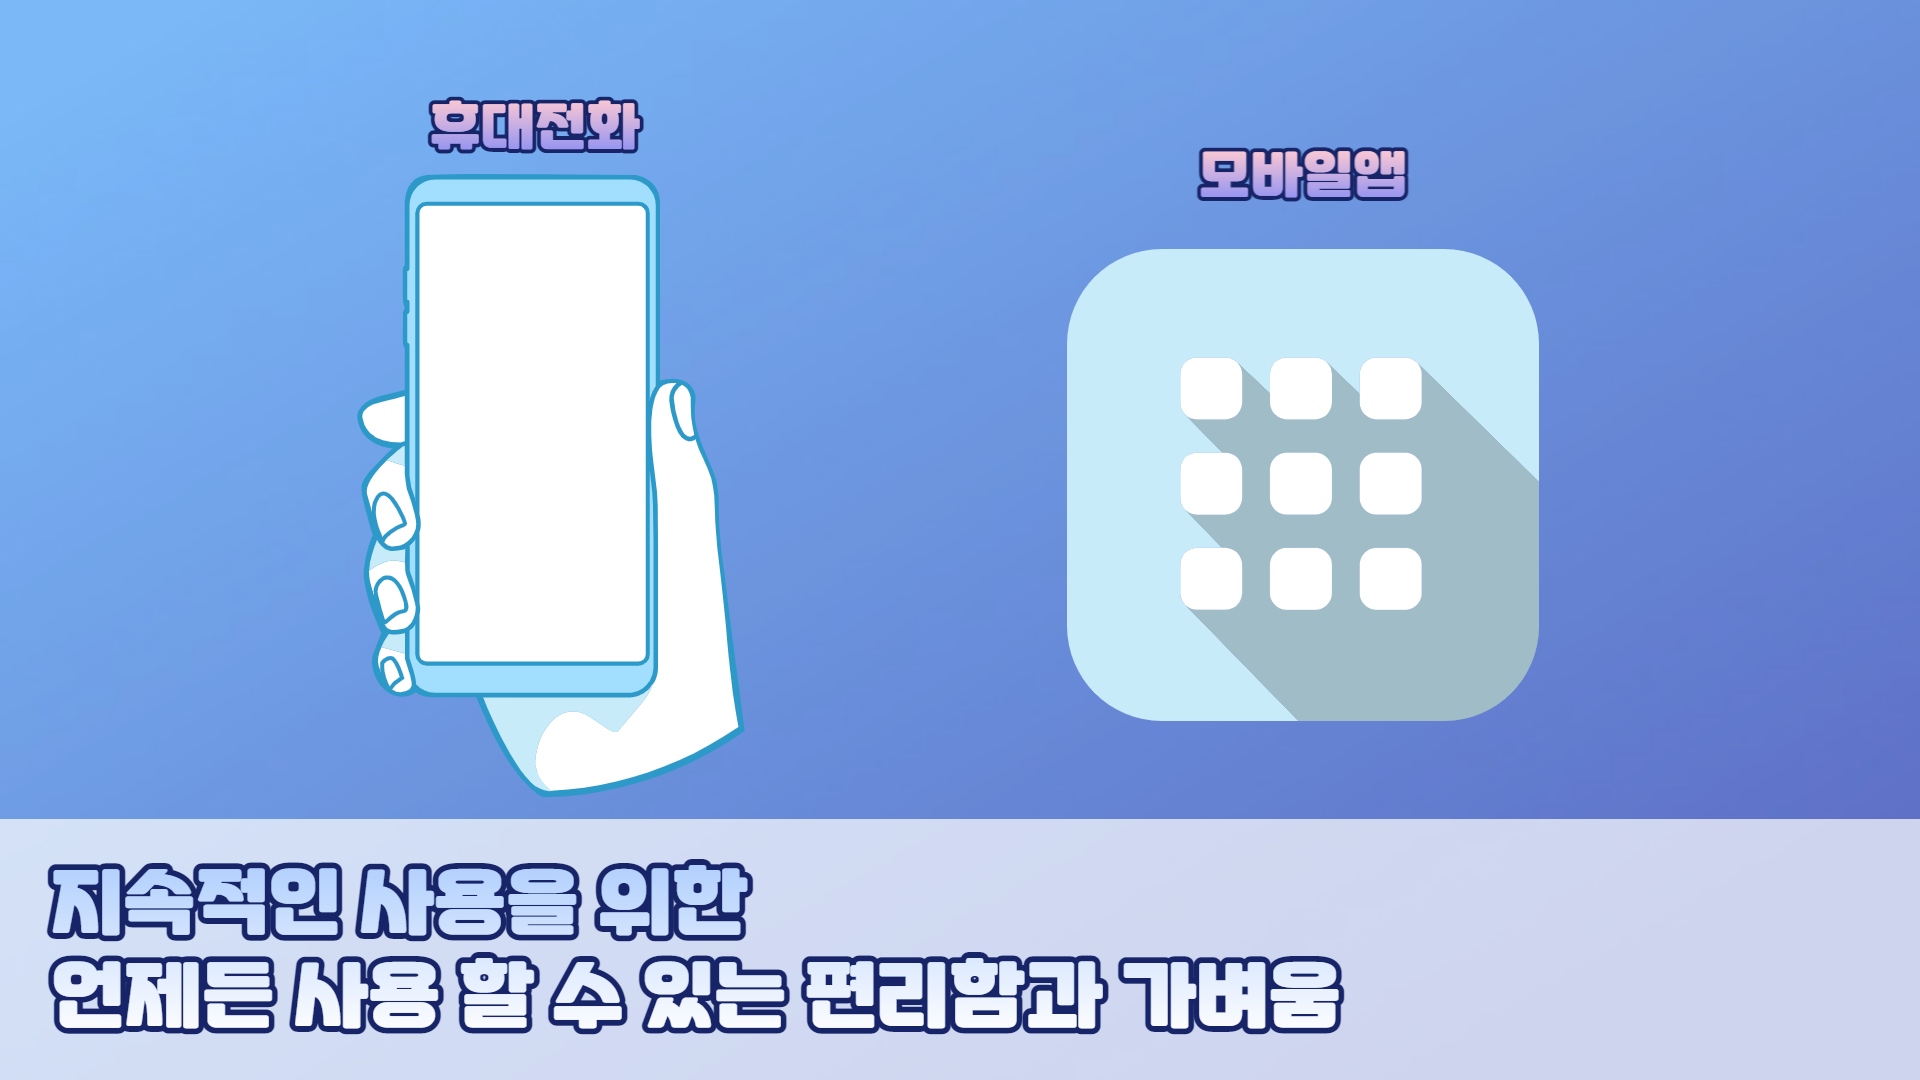 휴대전화
모바일앱
지속적인 사용을 위한
언제든 사용 할 수 있는 편리함과 가벼움